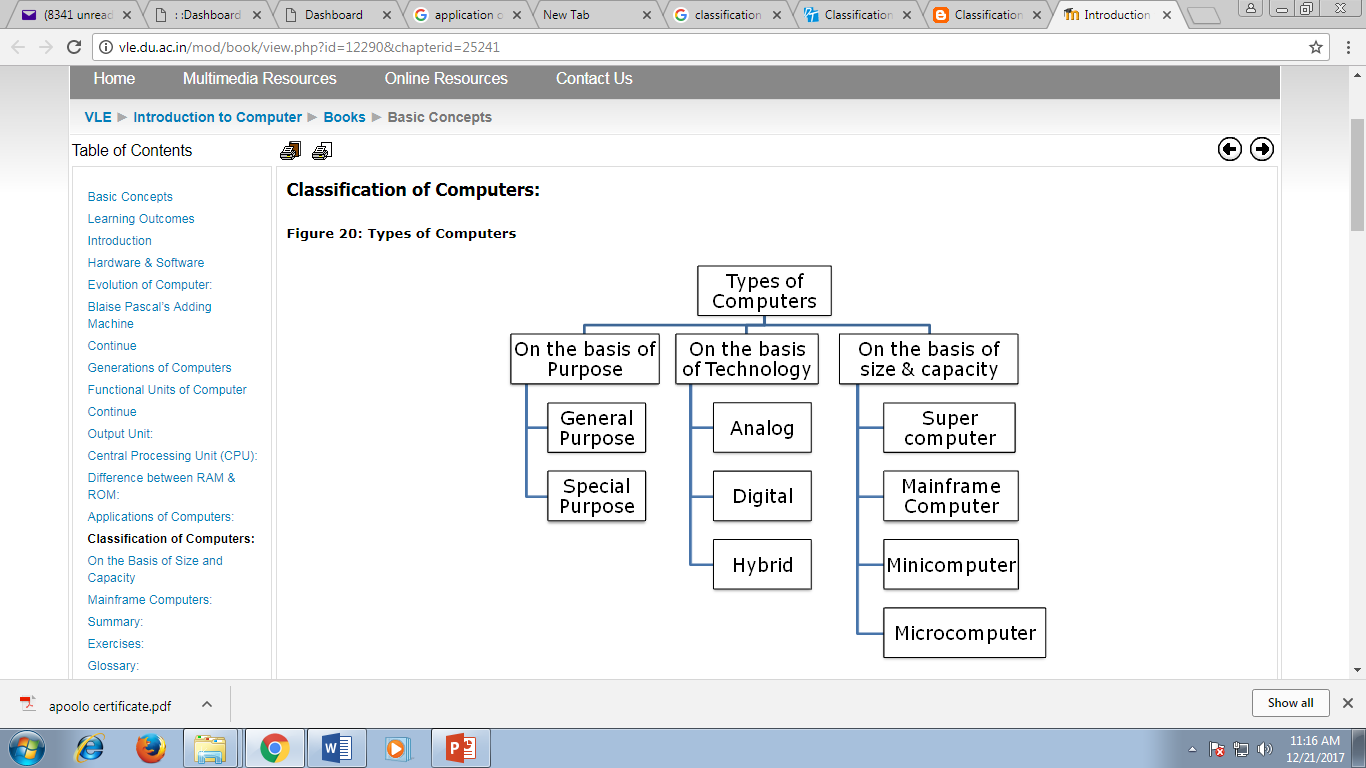 (8341 unread
: :Dashboard
Dashboard
application o
New Tab
classification
Classification
Classification
Introduction
vle.du.ac.in/mod/book/view.php?id=12290&chapterid=25241
Home Multimedia Resources Online Resources Contact Us
VLE ► Introduction to Computer ► Books ► Basic Concepts
Table of Contents
Basic Concepts
Learning Outcomes
Introduction
Hardware & Software
Evolution of Computer:
Blaise Pascal's Adding
Machine
Continue
Generations of Computers
Functional Units of Computer
Continue
Output Unit:
Central Processing Unit (CPU):
Difference between RAM &
ROM:
Applications of Computers:
Classification of Computers:
On the Basis of Size and
Capacity
Mainframe Computers:
Summary:
Exercises:
Glossary:
Classification of Computers:
Figure 20: Types of Computers
Types of
Computers
On the basis of
Purpose
General
Purpose
Special
Purpose
On the basis
of Technology
Analog
Digital
Hybrid
On the basis of
size & capacity
Super
computer
Mainframe
Computer
Minicomputer
Microcomputer
apoolo certificate.pdf
Show all
11:16 AM
12/21/2017